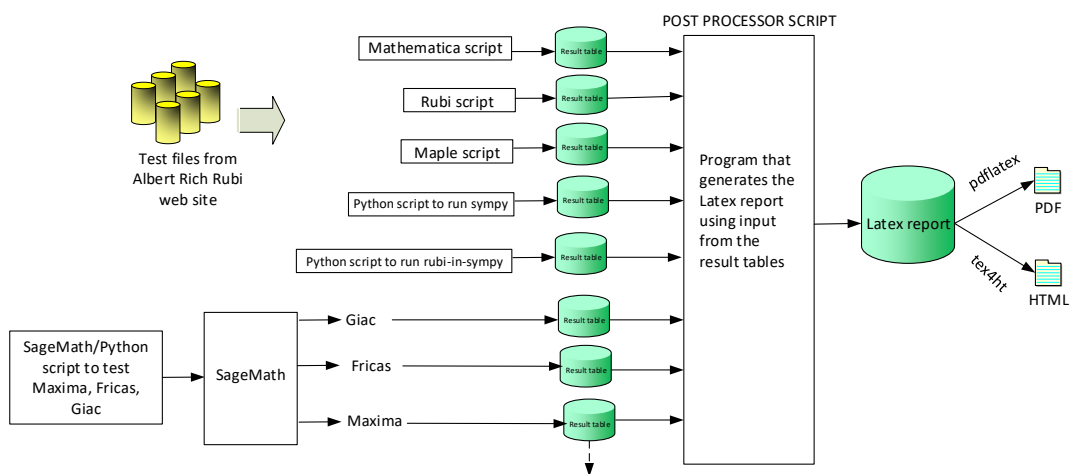 POST PROCESSOR SCRIPT
Mathematica script
Result table
Rubi script
Result table
Maple script
Result table
Test files from
Albert Rich Rubi
web site
Python script to run sympy
Result table
Python script to run rubi-in-sympy
Result table
Program that
generates the
Latex report
using input
from the
result tables
Latex report
pdflatex
PDF
tex4ht
HTML
SageMath/Python
script to test
Maxima, Fricas,
Giac
SageMath
Giac
Result table
Fricas
Result table
Maxima
Result table